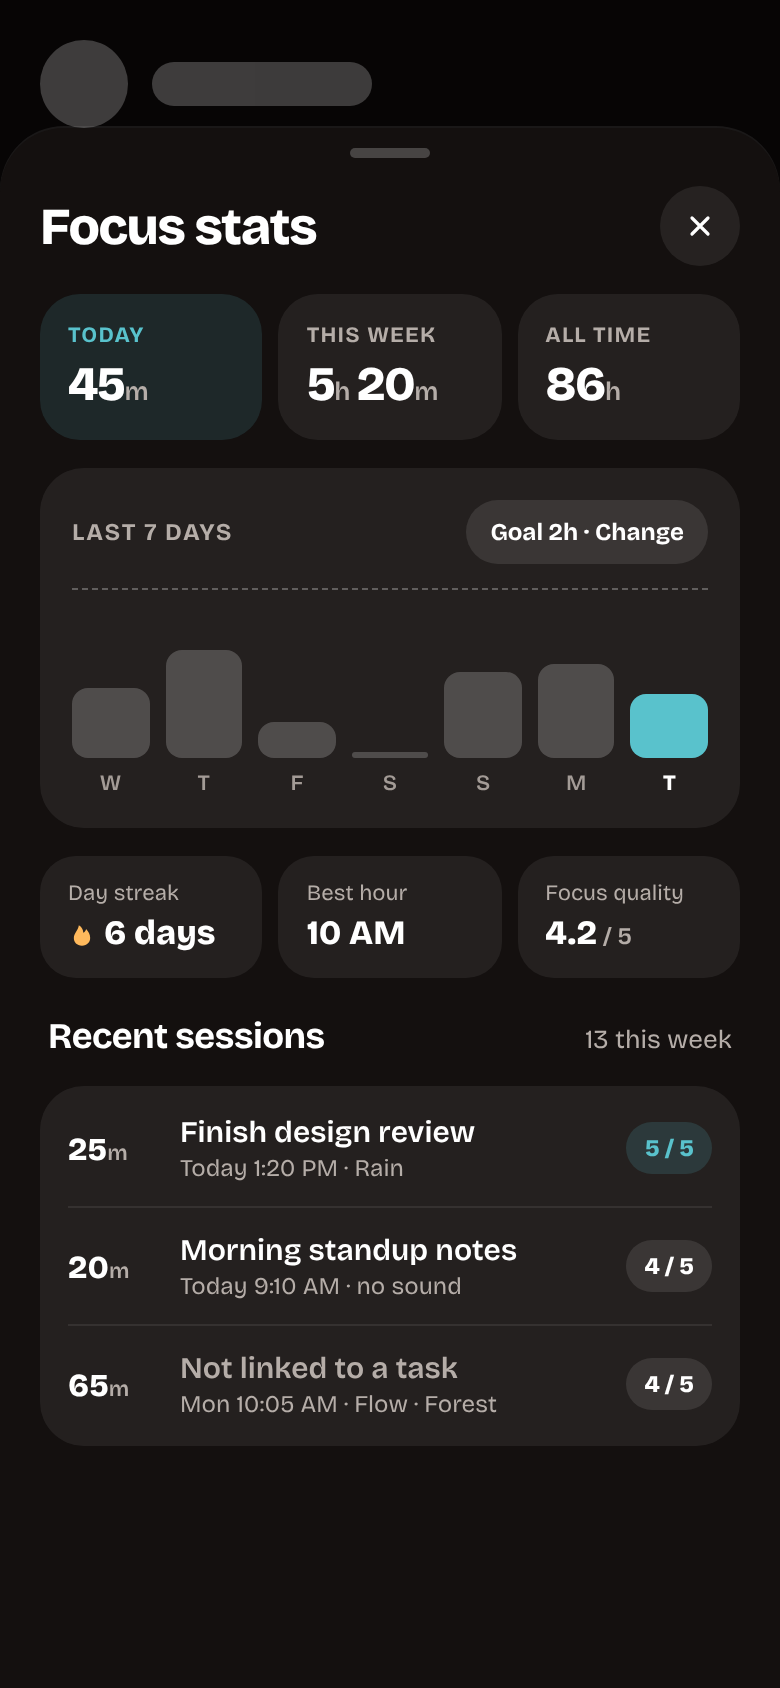 Focus stats
TODAY
45m
THIS WEEK
5h 20m
ALL TIME
86h
LAST 7 DAYS
Goal 2h · Change
W T F S S M T
Day streak
6 days
Best hour
10 AM
Focus quality
4.2 / 5
Recent sessions
13 this week
25m
Finish design review
Today 1:20 PM · Rain
5 / 5
20m
Morning standup notes
Today 9:10 AM · no sound
4 / 5
65m
Not linked to a task
Mon 10:05 AM · Flow · Forest
4 / 5